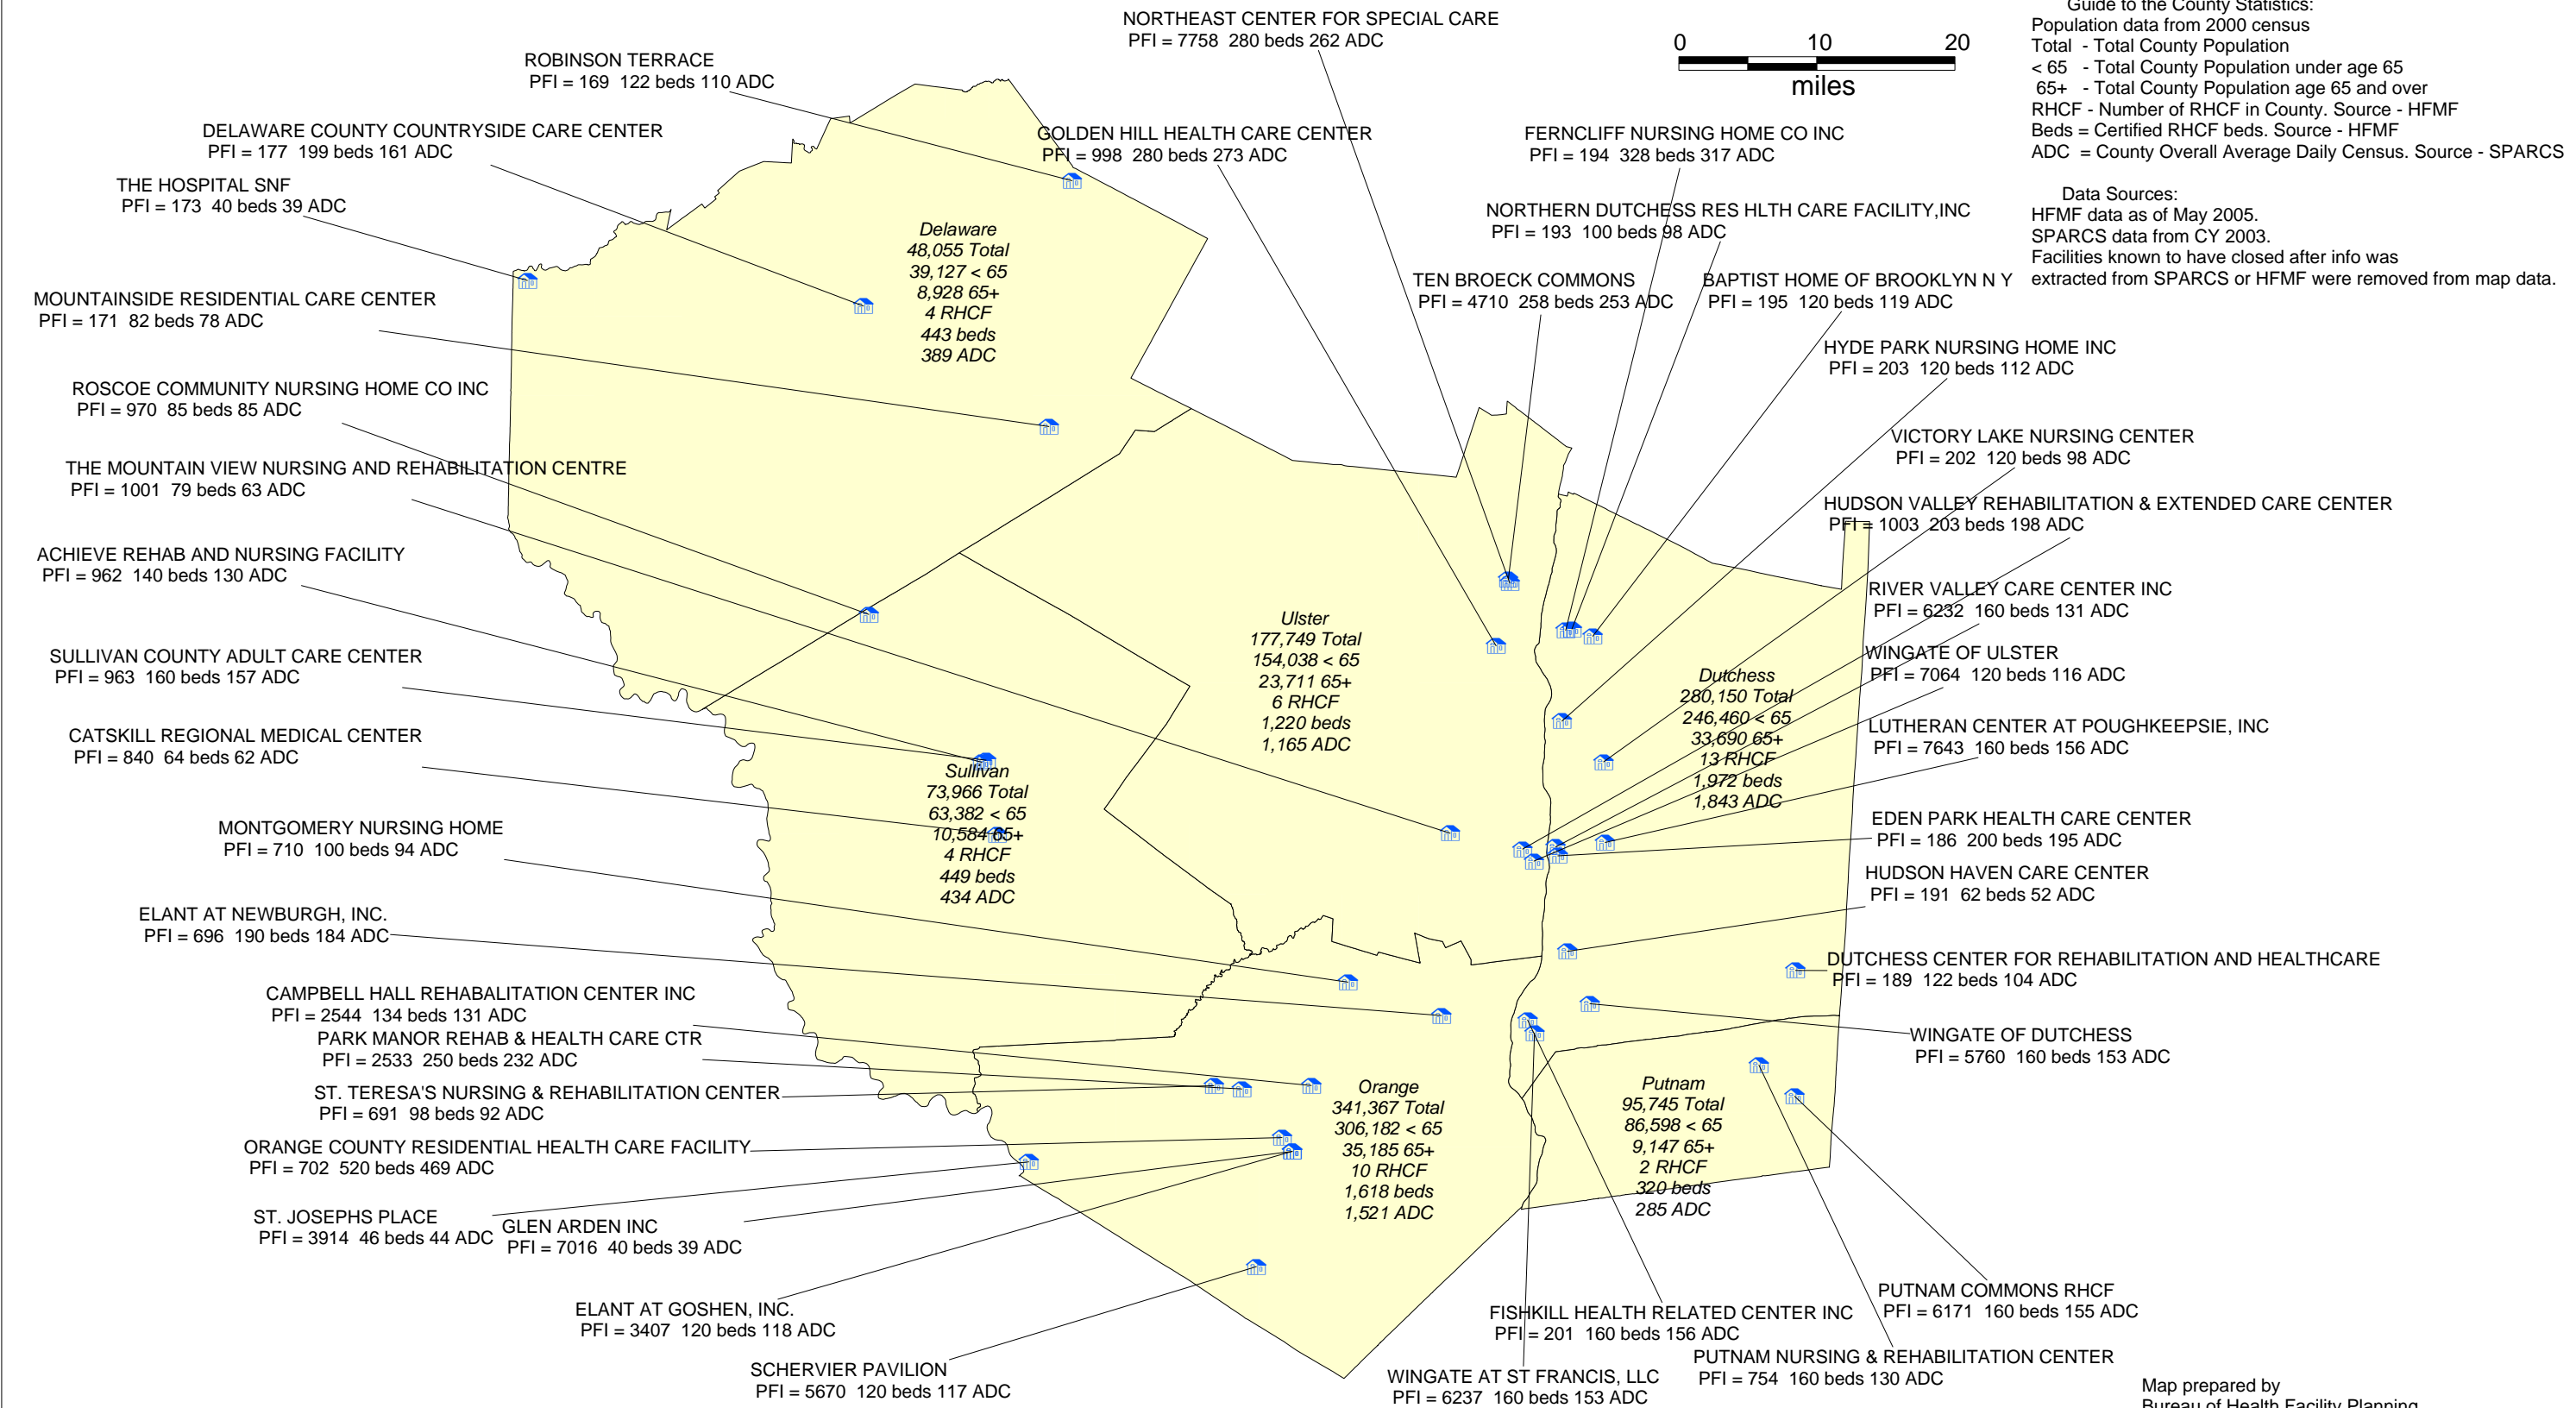 NORTHEAST CENTER FOR SPECIAL CARE
PFI = 7758 280 beds 262 ADC
ROBINSON TERRACE
PFI = 169 122 beds 110 ADC
0 10 20
miles
Guide to the County Statistics:
Population data from 2000 census
Total - Total County Population
< 65 - Total County Population under age 65
65+ - Total County Population age 65 and over
RHCF - Number of RHCF in County. Source - HFMF
Beds = Certified RHCF beds. Source - HFMF
ADC = County Overall Average Daily Census. Source - SPARCS
Data Sources:
HFMF data as of May 2005.
SPARCS data from CY 2003.
Facilities known to have closed after info was
extracted from SPARCS or HFMF were removed from map data.
DELAWARE COUNTY COUNTRYSIDE CARE CENTER
PFI = 177 199 beds 161 ADC
GOLDEN HILL HEALTH CARE CENTER
PFI = 998 280 beds 273 ADC
FERNCLIFF NURSING HOME CO INC
PFI = 194 328 beds 317 ADC
THE HOSPITAL SNF
PFI = 173 40 beds 39 ADC
NORTHERN DUTCHESS RES HLTH CARE FACILITY,INC
PFI = 193 100 beds 98 ADC
Delaware
48,055 Total
39,127 < 65
8,928 65+
4 RHCF
443 beds
389 ADC
TEN BROECK COMMONS
PFI = 4710 258 beds 253 ADC
BAPTIST HOME OF BROOKLYN N Y
PFI = 195 120 beds 119 ADC
MOUNTAINSIDE RESIDENTIAL CARE CENTER
PFI = 171 82 beds 78 ADC
HYDE PARK NURSING HOME INC
PFI = 203 120 beds 112 ADC
ROSCOE COMMUNITY NURSING HOME CO INC
PFI = 970 85 beds 85 ADC
VICTORY LAKE NURSING CENTER
PFI = 202 120 beds 98 ADC
THE MOUNTAIN VIEW NURSING AND REHABILITATION CENTRE
PFI = 1001 79 beds 63 ADC
HUDSON VALLEY REHABILITATION & EXTENDED CARE CENTER
PFI = 1003 203 beds 198 ADC
ACHIEVE REHAB AND NURSING FACILITY
PFI = 962 140 beds 130 ADC
RIVER VALLEY CARE CENTER INC
PFI = 6232 160 beds 131 ADC
Ulster
177,749 Total
154,038 < 65
23,711 65+
6 RHCF
1,220 beds
1,165 ADC
SULLIVAN COUNTY ADULT CARE CENTER
PFI = 963 160 beds 157 ADC
WINGATE OF ULSTER
PFI = 7064 120 beds 116 ADC
Dutchess
280,150 Total
246,460 < 65
33,690 65+
13 RHCF
1,972 beds
1,843 ADC
CATSKILL REGIONAL MEDICAL CENTER
PFI = 840 64 beds 62 ADC
LUTHERAN CENTER AT POUGHKEEPSIE, INC
PFI = 7643 160 beds 156 ADC
Sullivan
73,966 Total
63,382 < 65
10,584 65+
4 RHCF
449 beds
434 ADC
MONTGOMERY NURSING HOME
PFI = 710 100 beds 94 ADC
EDEN PARK HEALTH CARE CENTER
PFI = 186 200 beds 195 ADC
HUDSON HAVEN CARE CENTER
PFI = 191 62 beds 52 ADC
ELANT AT NEWBURGH, INC.
PFI = 696 190 beds 184 ADC
DUTCHESS CENTER FOR REHABILITATION AND HEALTHCARE
PFI = 189 122 beds 104 ADC
CAMPBELL HALL REHABALITATION CENTER INC
PFI = 2544 134 beds 131 ADC
WINGATE OF DUTCHESS
PFI = 5760 160 beds 153 ADC
PARK MANOR REHAB & HEALTH CARE CTR
PFI = 2533 250 beds 232 ADC
ST. TERESA'S NURSING & REHABILITATION CENTER
PFI = 691 98 beds 92 ADC
Orange
341,367 Total
306,182 < 65
35,185 65+
10 RHCF
1,618 beds
1,521 ADC
Putnam
95,745 Total
86,598 < 65
9,147 65+
2 RHCF
320 beds
285 ADC
ORANGE COUNTY RESIDENTIAL HEALTH CARE FACILITY
PFI = 702 520 beds 469 ADC
ST. JOSEPHS PLACE
PFI = 3914 46 beds 44 ADC
GLEN ARDEN INC
PFI = 7016 40 beds 39 ADC
ELANT AT GOSHEN, INC.
PFI = 3407 120 beds 118 ADC
PUTNAM COMMONS RHCF
PFI = 6171 160 beds 155 ADC
FISHKILL HEALTH RELATED CENTER INC
PFI = 201 160 beds 156 ADC
SCHERVIER PAVILION
PFI = 5670 120 beds 117 ADC
WINGATE AT ST FRANCIS, LLC
PFI = 6237 160 beds 153 ADC
PUTNAM NURSING & REHABILITATION CENTER
PFI = 754 160 beds 130 ADC
Map prepared by
Bureau of Health Facility Planning